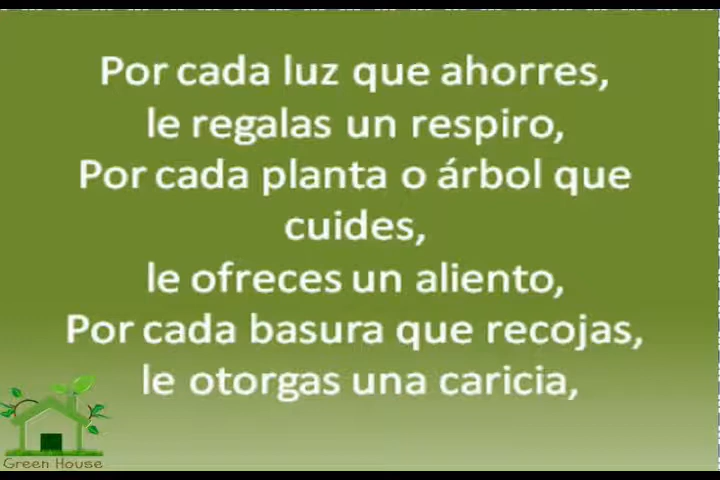 Por cada luz que ahorres,
le regalas un respiro,
Por cada planta o árbol que
cuides,
le ofreces un aliento,
Por cada basura que recojas,
le otorgas una caricia,
Green House